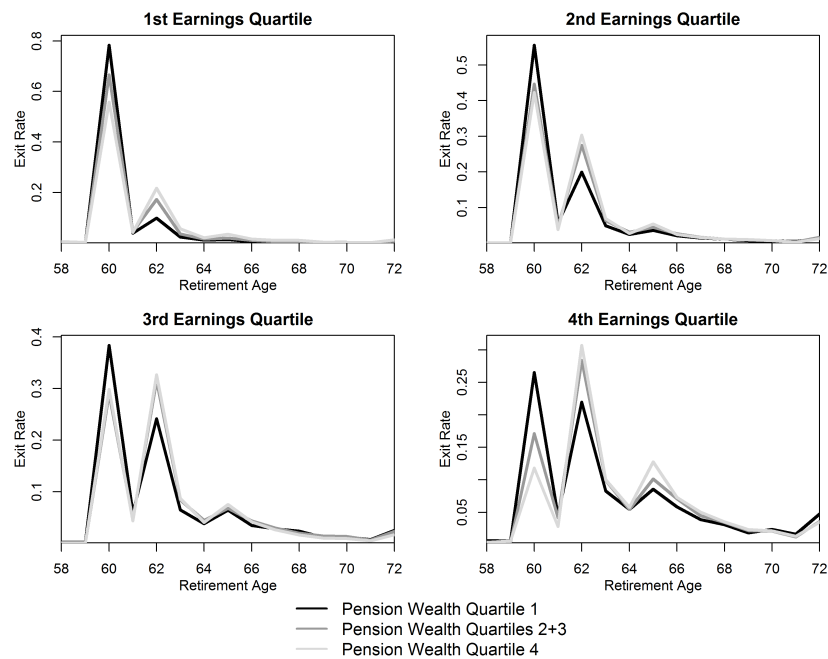 1st Earnings Quartile
Exit Rate
0.2 0.4 0.6 0.8
58 60 62 64 66 68 70 72
Retirement Age
2nd Earnings Quartile
Exit Rate
0.1 0.2 0.3 0.4 0.5
58 60 62 64 66 68 70 72
Retirement Age
3rd Earnings Quartile
Exit Rate
0.1 0.2 0.3 0.4
58 60 62 64 66 68 70 72
Retirement Age
4th Earnings Quartile
Exit Rate
0.05 0.15 0.25
58 60 62 64 66 68 70 72
Retirement Age
Pension Wealth Quartile 1
Pension Wealth Quartiles 2+3
Pension Wealth Quartile 4